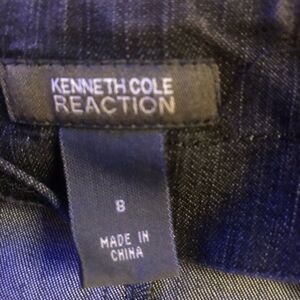 KENNETH COLE
REACTION
8
MADE IN
CHINA